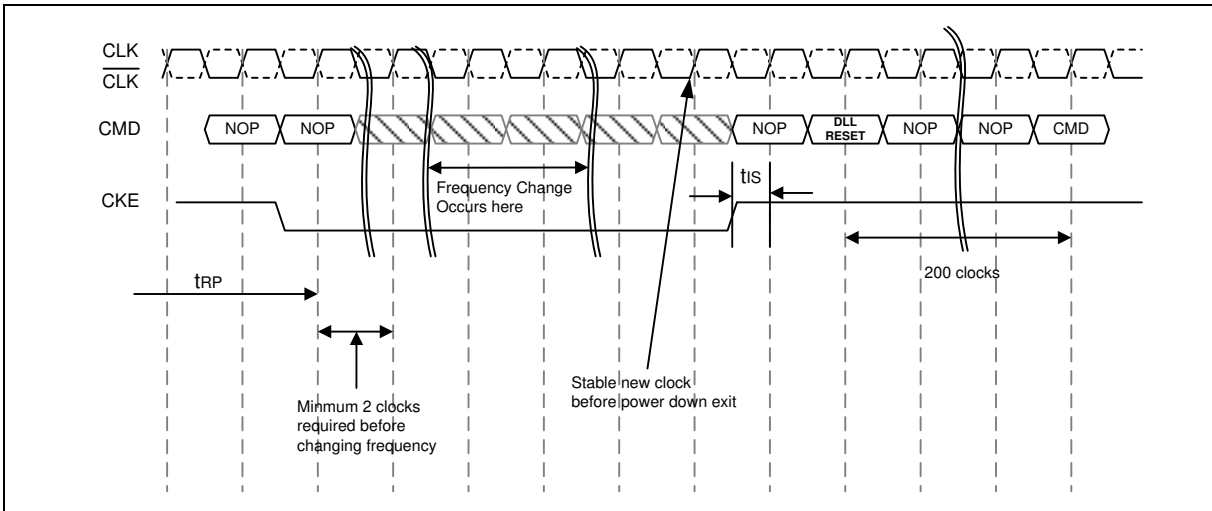 CLK
CLK
CMD
NOP
NOP
NOP
DLL
RESET
NOP
NOP
CMD
tIS
Frequency Change
Occurs here
CKE
200 clocks
tRP
Stable new clock
before power down exit
Minmum 2 clocks
required before
changing frequency